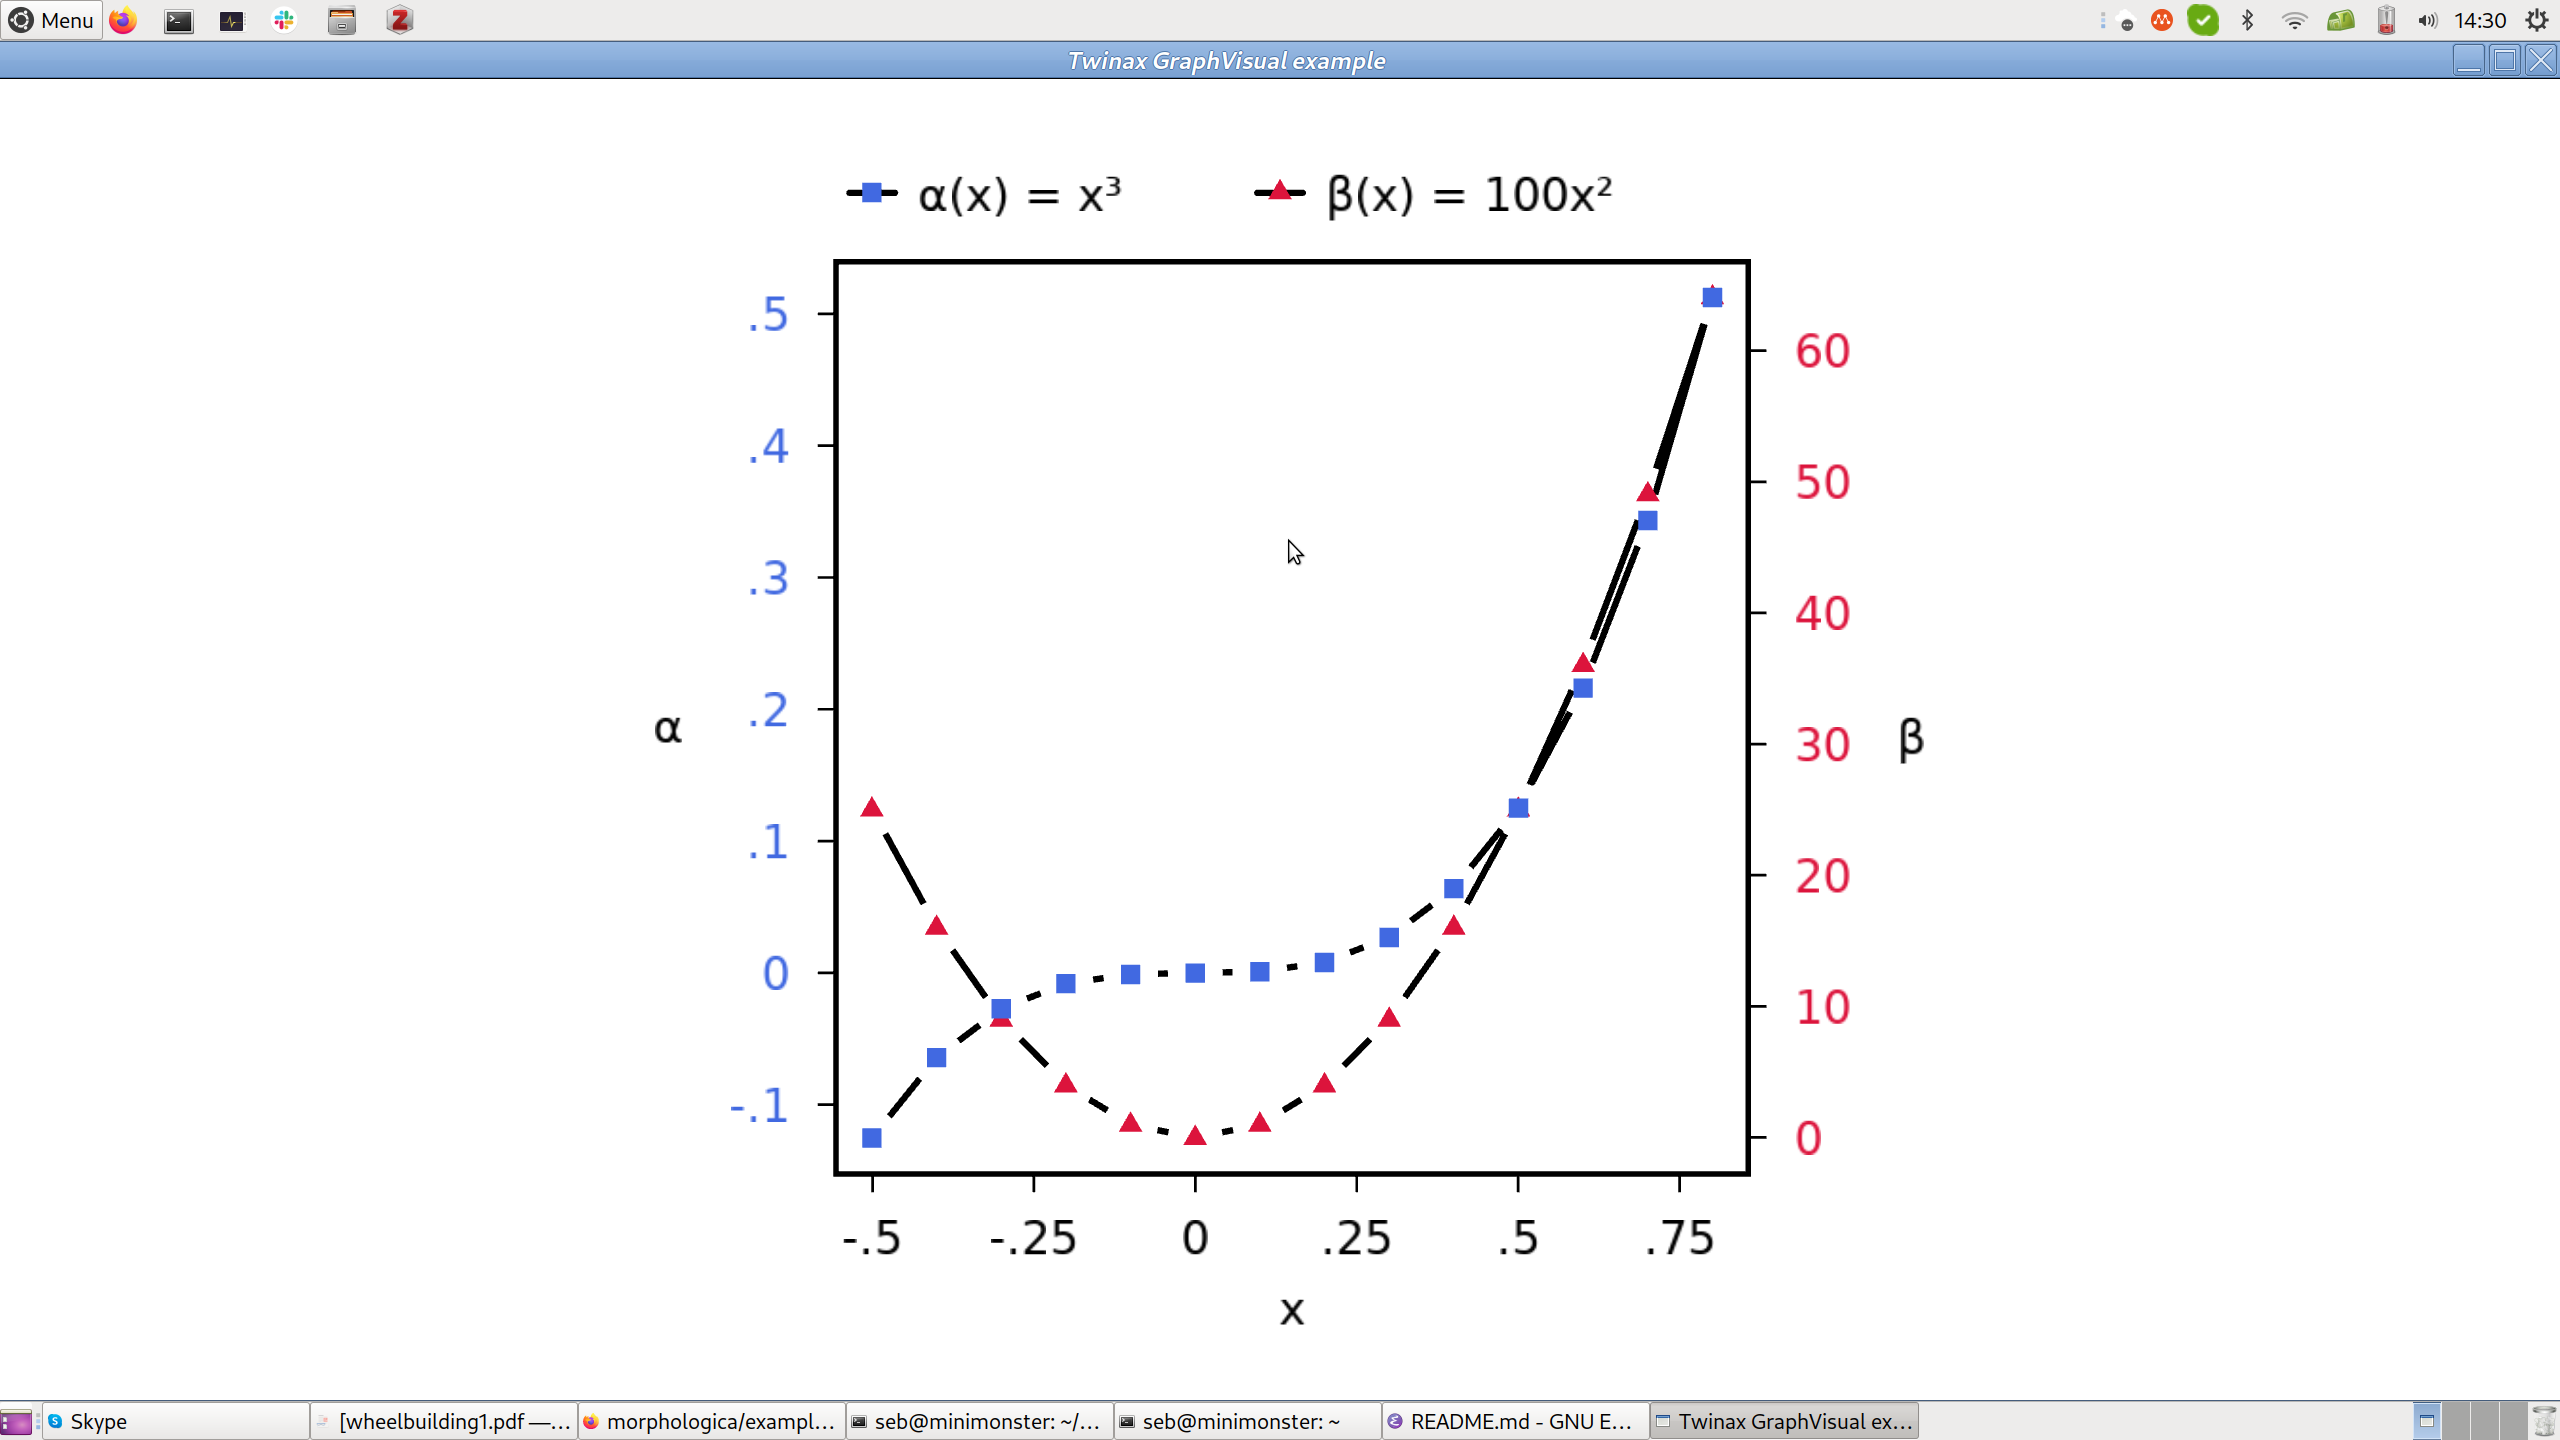 Menu
14:30
Twinax GraphVisual example
α(x) = x³
β(x) = 100x²
.5
.4
.3
.2
.1
0
-.1
α
60
50
40
30
20
10
0
β
-.5 -.25 0 .25 .5 .75
x
Skype
[wheelbuilding1.pdf —...
morphologica/exampl...
seb@minimonster: ~/...
seb@minimonster: ~
README.md - GNU E...
Twinax GraphVisual ex...